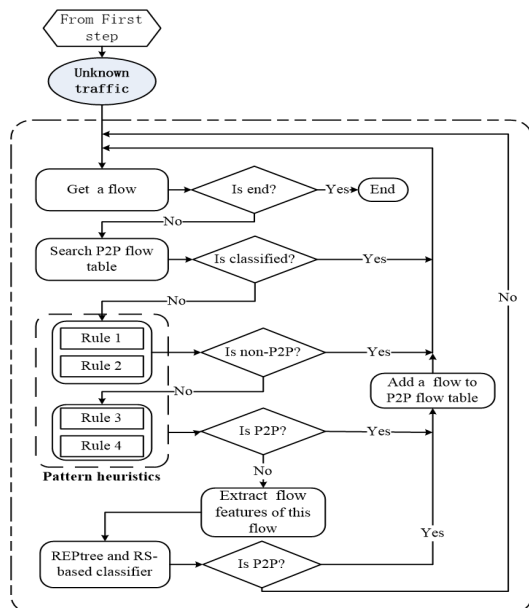 From First
step
Unknown
traffic
Get a flow
Is end?
Yes
End
No
Search P2P flow
table
Is classified?
Yes
No
No
Rule 1
Rule 2
Is non-P2P?
Yes
Add a flow to
P2P flow table
No
Rule 3
Rule 4
Is P2P?
Yes
Pattern heuristics
No
Extract flow
features of this
flow
Yes
REPtree and RS-
based classifier
Is P2P?